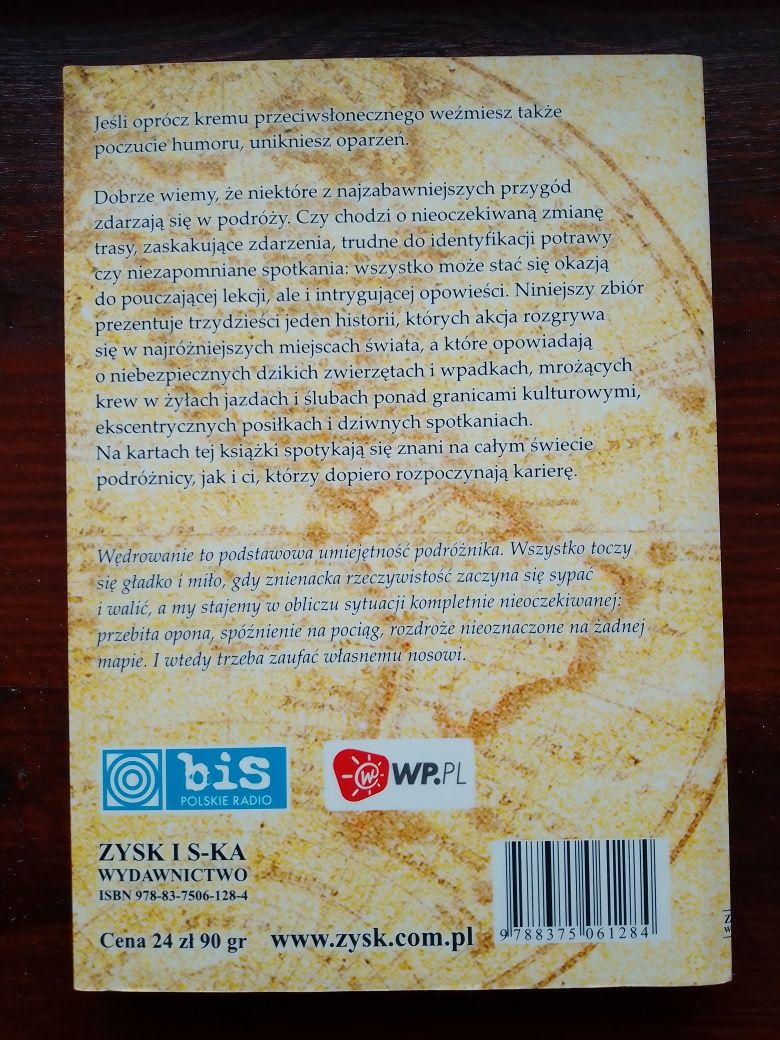 Jeśli oprócz kremu przeciwsłonecznego weźmiesz także
poczucie humoru, unikniesz oparzeń.
Dobrze wiemy, że niektóre z najzabawniejszych przygód
zdarzają się w podróży. Czy chodzi o nieoczekiwaną zmianę
trasy, zaskakujące zdarzenia, trudne do identyfikacji potrawy
czy niezapomniane spotkania: wszystko może stać się okazją
do pouczającej lekcji, ale i intrygującej opowieści. Niniejszy zbiór
prezentuje trzydzieści jeden historii, których akcja rozgrywa
się w najróżniejszych miejscach świata, a które opowiadają
o niebezpiecznych dzikich zwierzętach i wpadkach, mrożących
krew w żyłach jazdach i ślubach ponad granicami kulturowymi,
ekscentrycznych posiłkach i dziwnych spotkaniach.
Na kartach tej książki spotykają się znani na całym świecie
podróżnicy, jak i ci, którzy dopiero rozpoczynają karierę.
Wędrowanie to podstawowa umiejętność podróżnika. Wszystko toczy
się gładko i miło, gdy znienacka rzeczywistość zaczyna się sypać
i walić, a my stajemy w obliczu sytuacji kompletnie nieoczekiwanej:
przebita opona, spóźnienie na pociąg, rozdroże nieoznaczone na żadnej
mapie. I wtedy trzeba zaufać własnemu nosowi.
bis
POLSKIE RADIO
W WP.PL
ZYSK I S-KA
WYDAWNICTWO
ISBN 978-83-7506-128-4
Cena 24 zł 90 gr www.zysk.com.pl
9 788375 061284